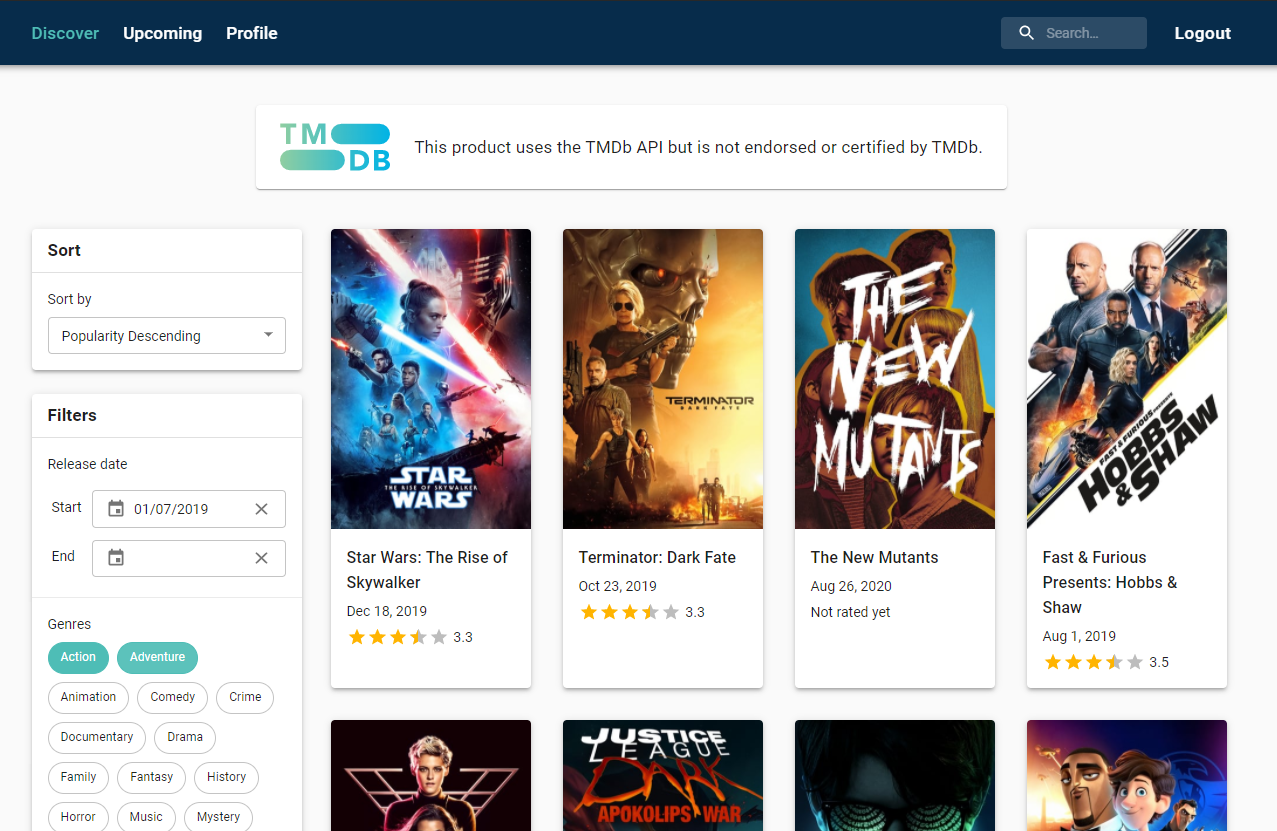 Discover Upcoming Profile Search... Logout
TMDB
This product uses the TMDb API but is not endorsed or certified by TMDb.
Sort
Sort by
Popularity Descending
Filters
Release date
Start 01/07/2019
End
Genres
Action Adventure
Animation Comedy Crime
Documentary Drama
Family Fantasy History
Horror Music Mystery
STAR
THE RISE OF SKYWALKER
WARS
Star Wars: The Rise of
Skywalker
Dec 18, 2019
3.3
TERMINATOR
DARK FATE
Terminator: Dark Fate
Oct 23, 2019
3.3
THE
NEW
MUTANTS
The New Mutants
Aug 26, 2020
Not rated yet
FAST & FURIOUS PRESENTS
HOBBS
& SHAW
Fast & Furious
Presents: Hobbs &
Shaw
Aug 1, 2019
3.5
JUSTICE
LEAGUE
DARK
APOKOLIPS WAR